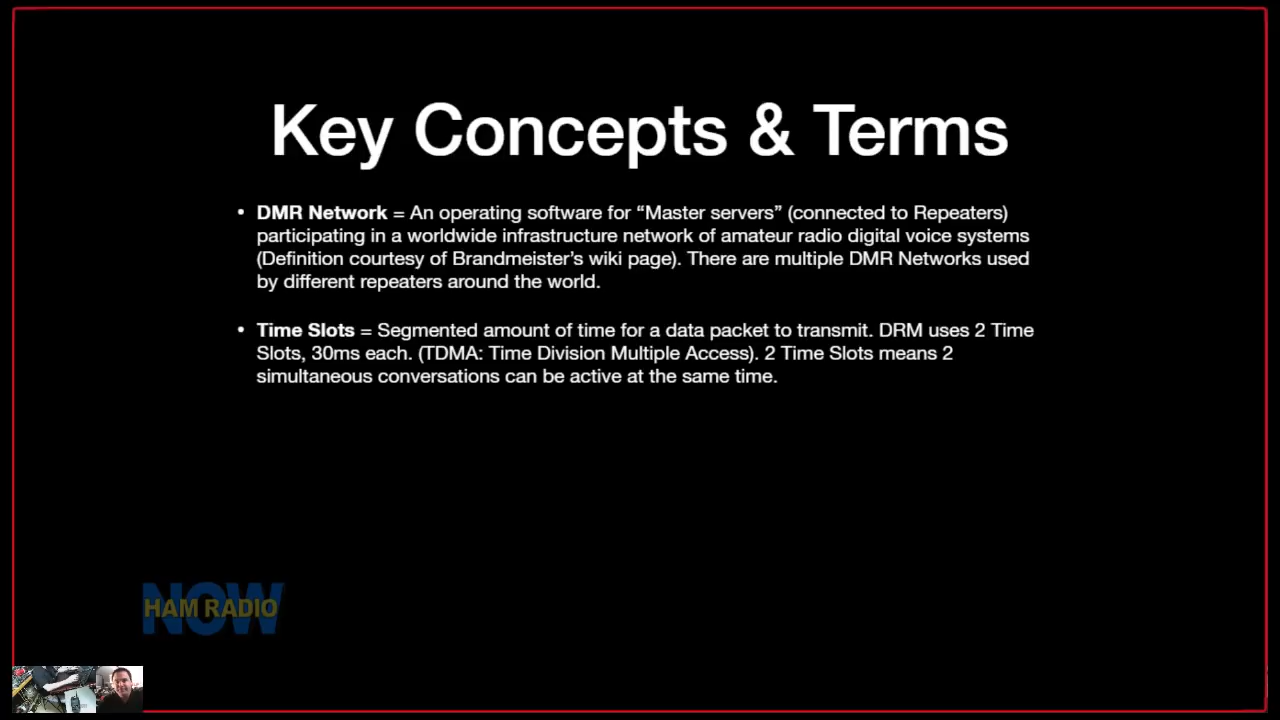 Key Concepts & Terms
• DMR Network = An operating software for “Master servers” (connected to Repeaters)
participating in a worldwide infrastructure network of amateur radio digital voice systems
(Definition courtesy of Brandmeister’s wiki page). There are multiple DMR Networks used
by different repeaters around the world.
• Time Slots = Segmented amount of time for a data packet to transmit. DRM uses 2 Time
Slots, 30ms each. (TDMA: Time Division Multiple Access). 2 Time Slots means 2
simultaneous conversations can be active at the same time.
NOW
HAM RADIO